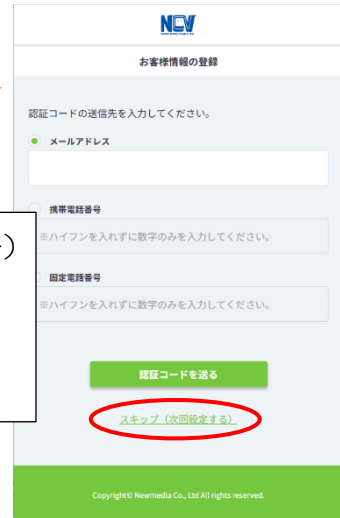 NCV
お客様情報の登録
認証コードの送信先を入力してください。
メールアドレス
携帯電話番号
※ハイフンを入れずに数字のみを入力してください。
)
固定電話番号
※ハイフンを入れずに数字のみを入力してください。
認証コードを送る
スキップ（次回設定する）
Copyright© Newmedia Co., Ltd All rights reserved.